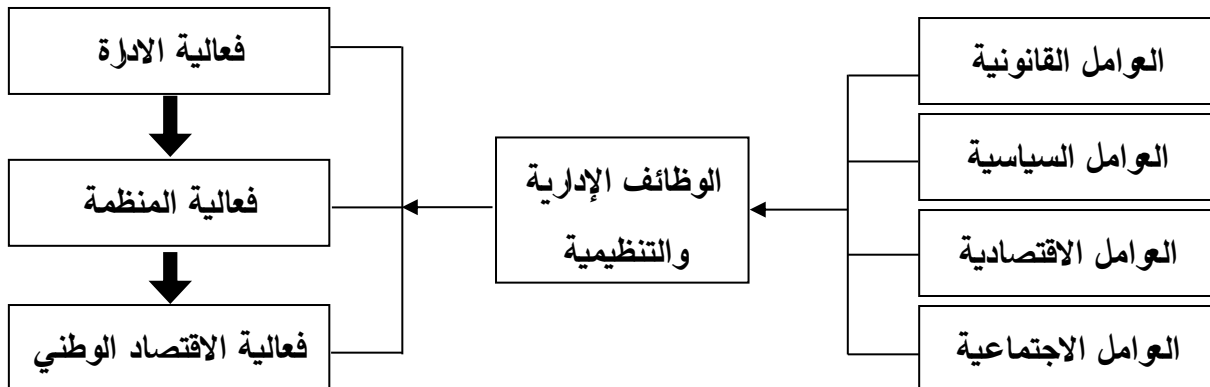 العوامل القانونية
العوامل السياسية
العوامل الاقتصادية
العوامل الاجتماعية
الوظائف الإدارية
والتنظيمية
فعالية الادارة
فعالية المنظمة
فعالية الاقتصاد الوطني